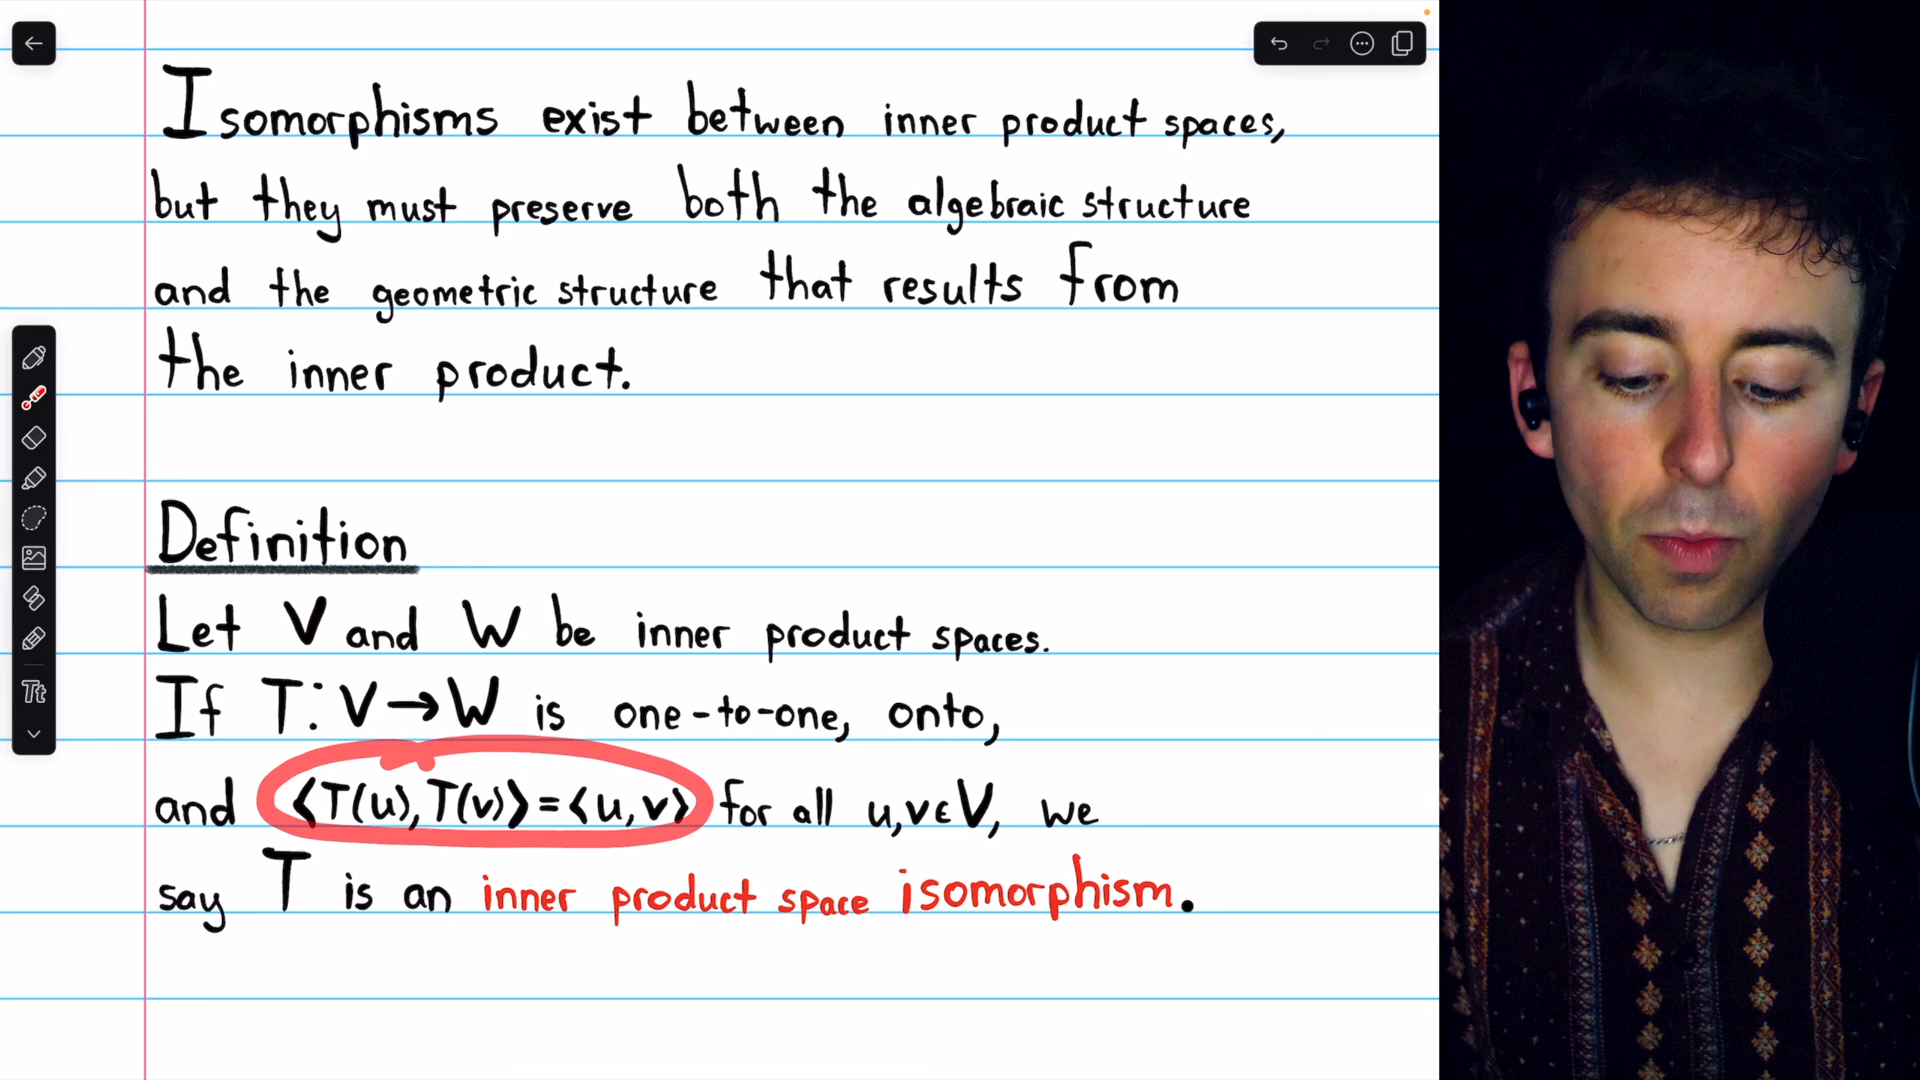 Isomorphisms exist between inner product spaces,
but they must preserve both the algebraic structure
and the geometric structure that results from
the inner product.
Definition
Let V and W be inner product spaces.
If T:V→W is one-to-one, onto,
and ⟨T(u),T(v)⟩=⟨u,v⟩ for all u,v∈V, we
say T is an inner product space isomorphism.
Tt